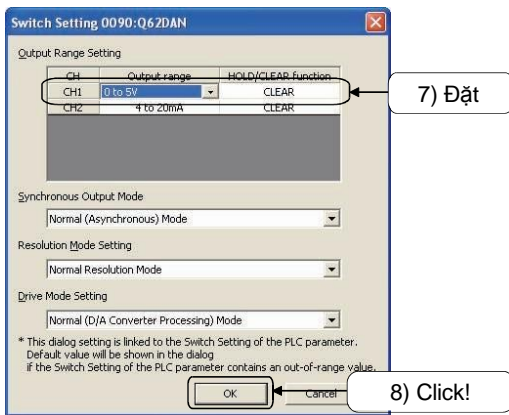 Switch Setting 0090:Q62DAN
Output Range Setting
CH Output range HOLD/CLEAR function
CH1 0 to 5V CLEAR
7) Đặt
CH2 4 to 20mA CLEAR
Synchronous Output Mode
Normal (Asynchronous) Mode
Resolution Mode Setting
Normal Resolution Mode
Drive Mode Setting
Normal (D/A Converter Processing) Mode
* This dialog setting is linked to the Switch Setting of the PLC parameter.
Default value will be shown in the dialog
if the Switch Setting of the PLC parameter contains an out-of-range value.
OK Cancel
8) Click!